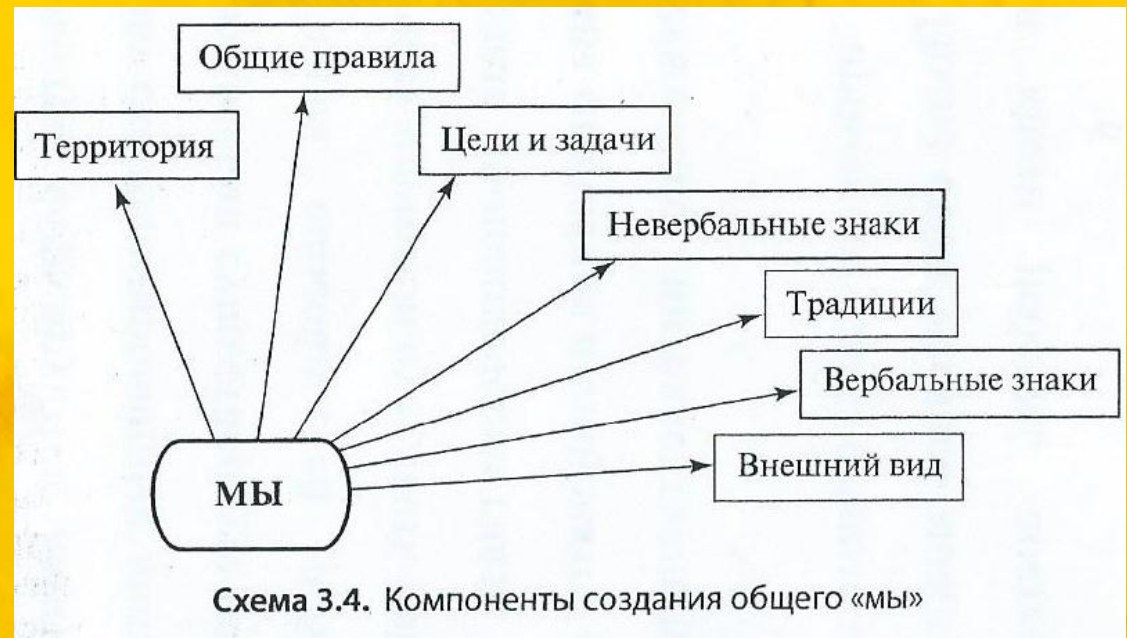 Общие правила
Территория
Цели и задачи
Невербальные знаки
Традиции
Вербальные знаки
Внешний вид
МЫ
Схема 3.4. Компоненты создания общего «мы»